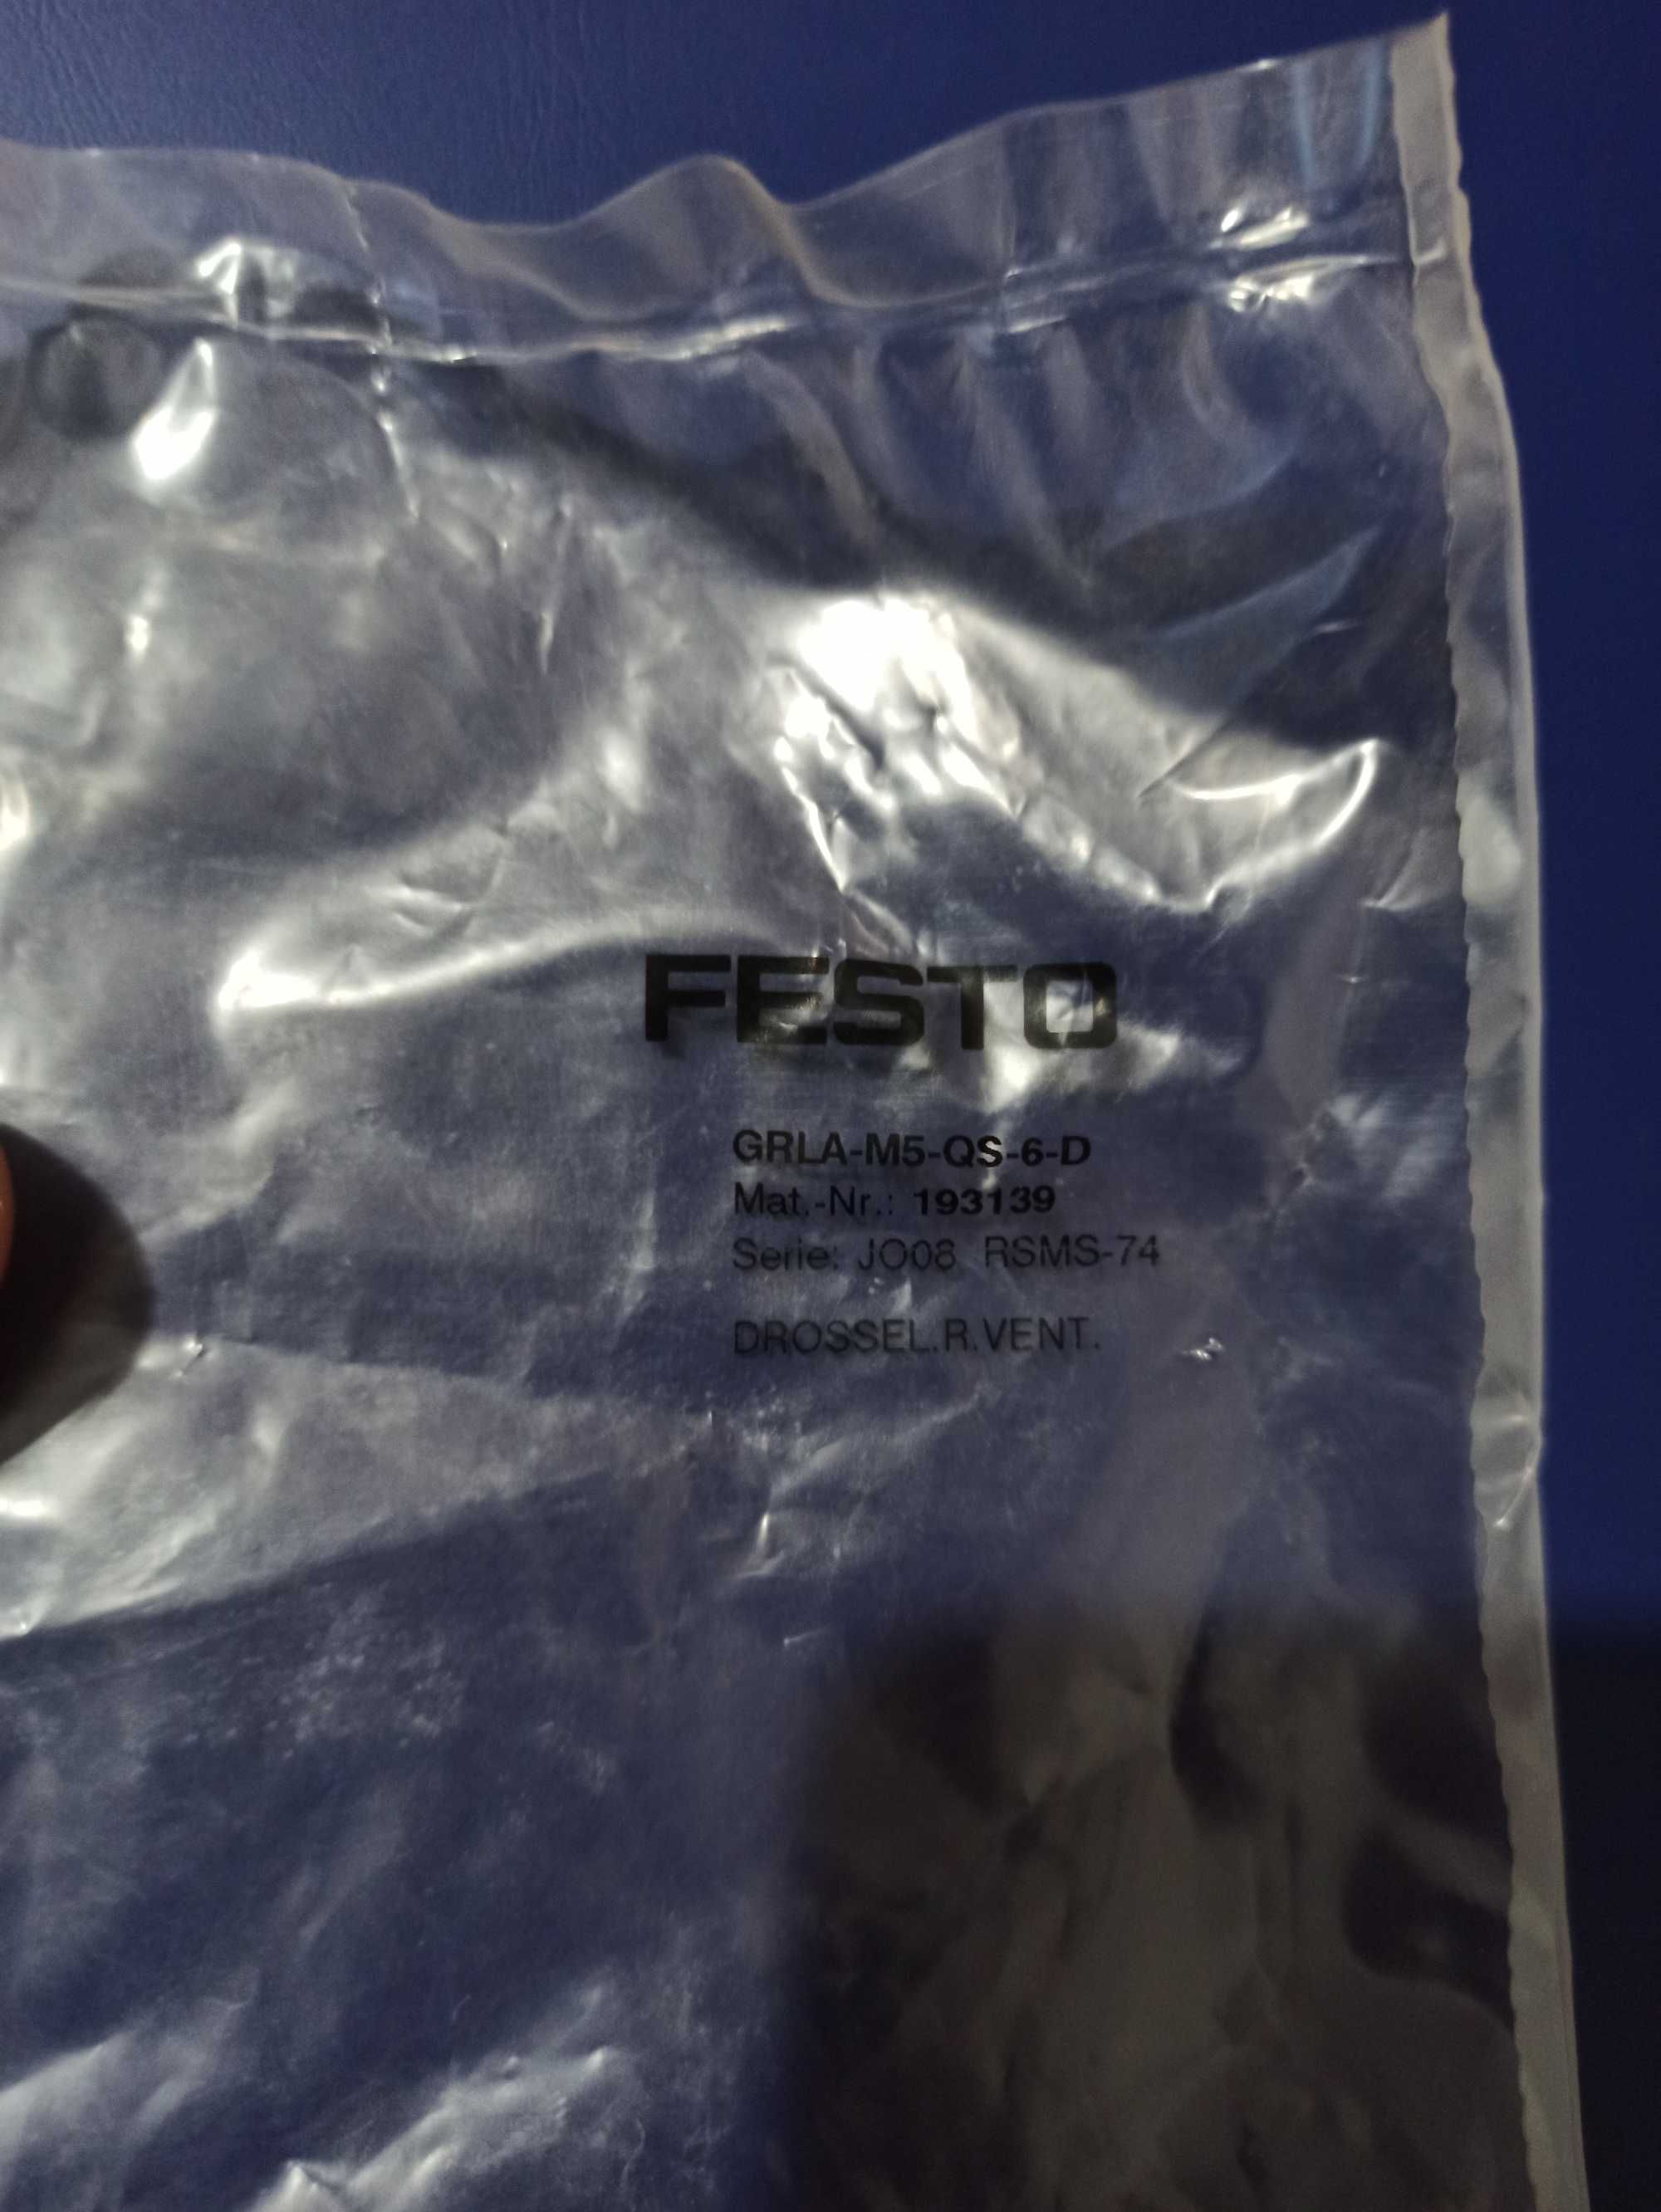 FESTO
GRLA-M5-QS-6-D
Mat.-Nr.: 193139
Serie: JO08 RSMS-74
DROSSEL.R.VENT.